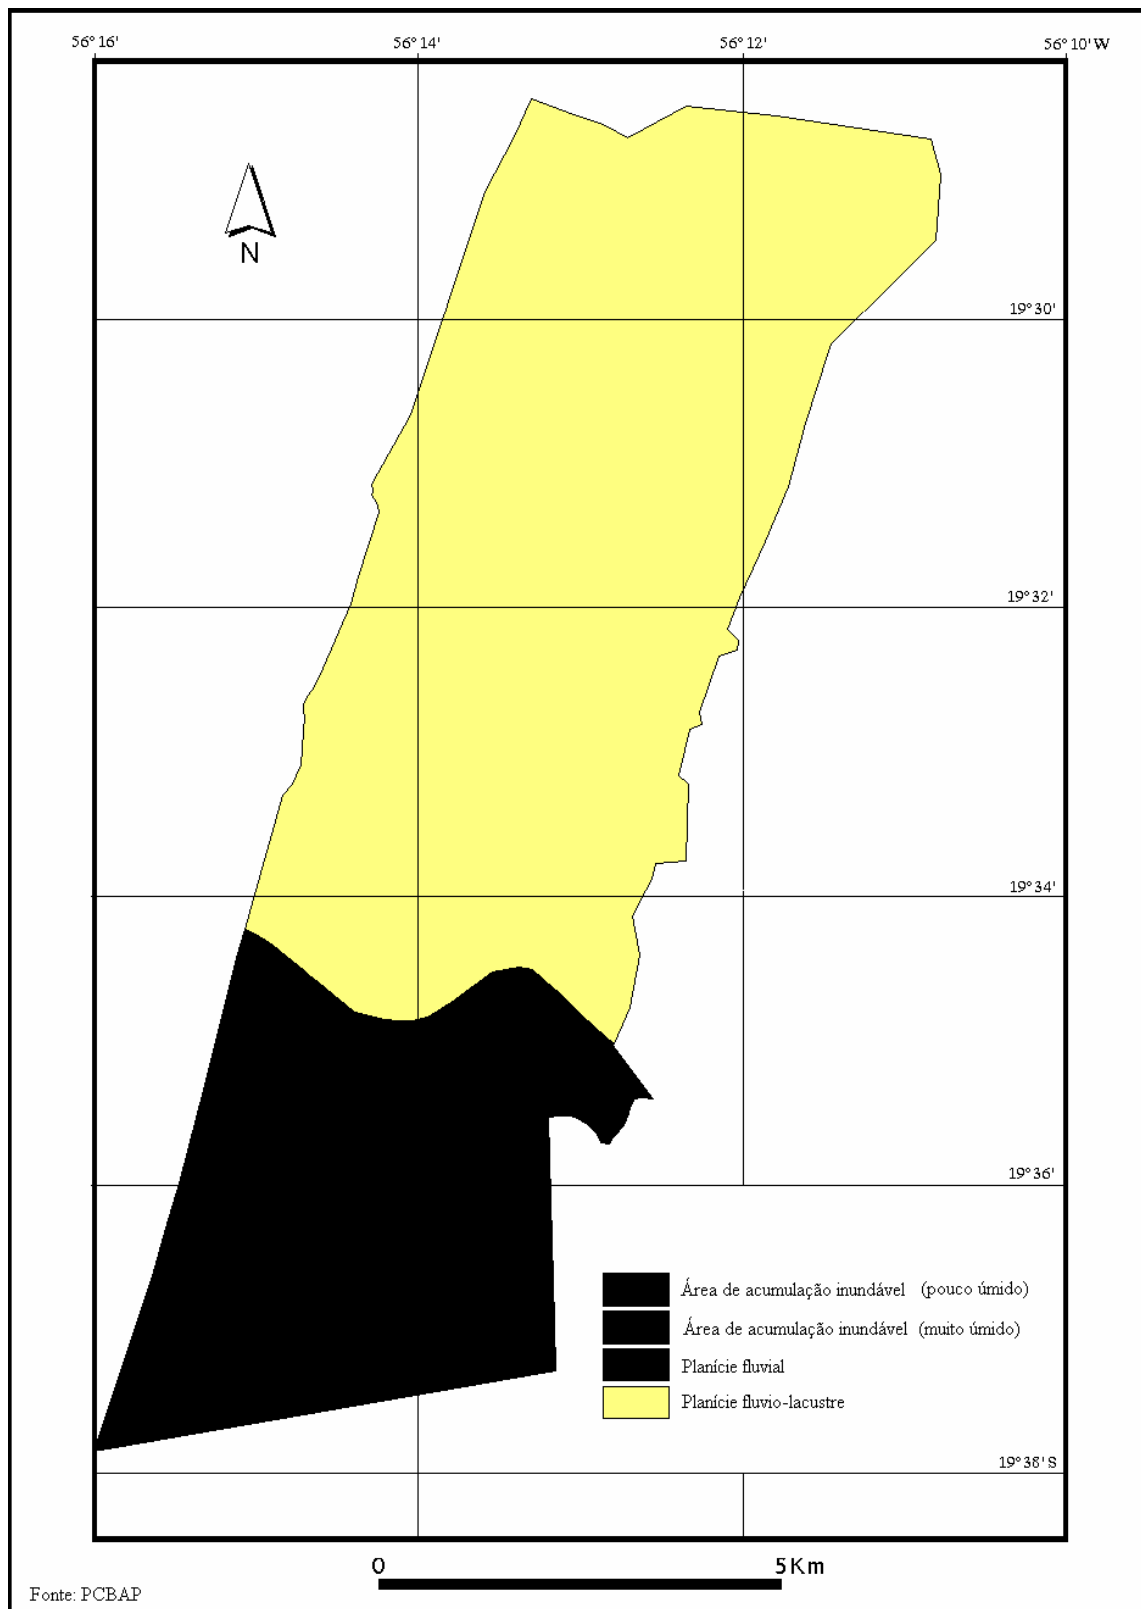 56°16' 56°14' 56°12' 56°10'W
N
19°30'
19°32'
19°34'
19°36'
Área de acumulação inundável (pouco úmido)
Área de acumulação inundável (muito úmido)
Planície fluvial
Planície fluvio-lacustre
19°38'S
0 5Km
Fonte: PCBAP